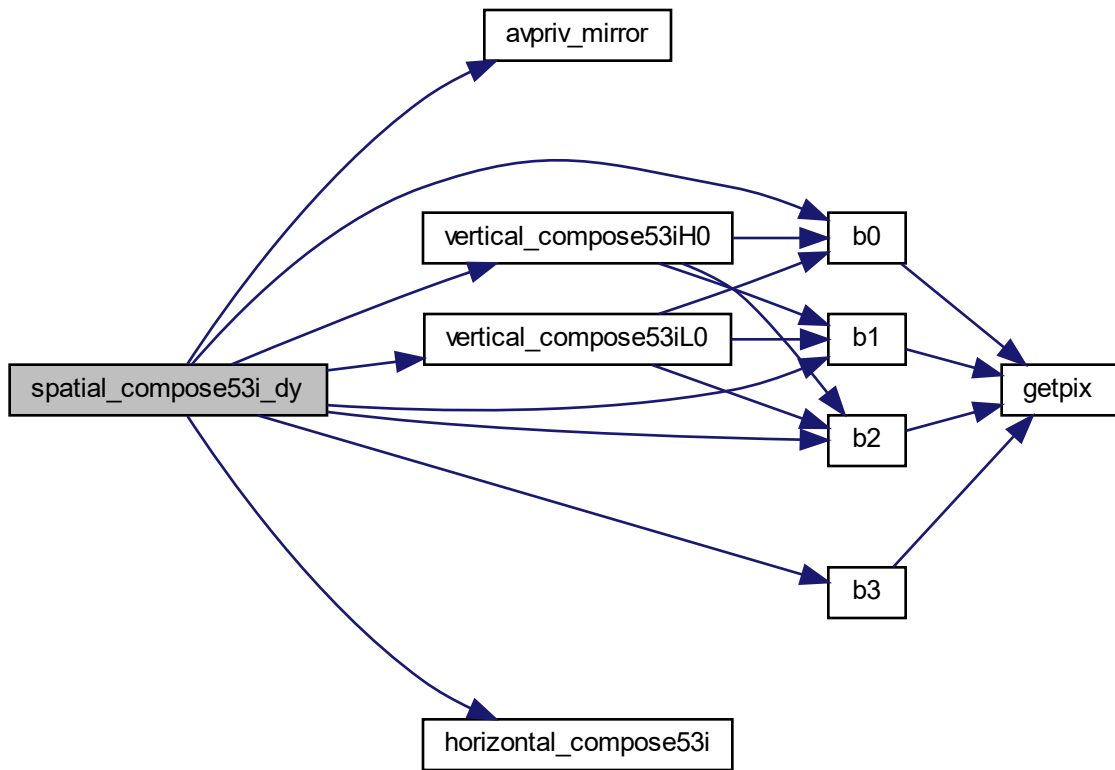 avpriv_mirror
vertical_compose53iH0
b0
vertical_compose53iL0
b1
spatial_compose53i_dy
getpix
b2
b3
horizontal_compose53i